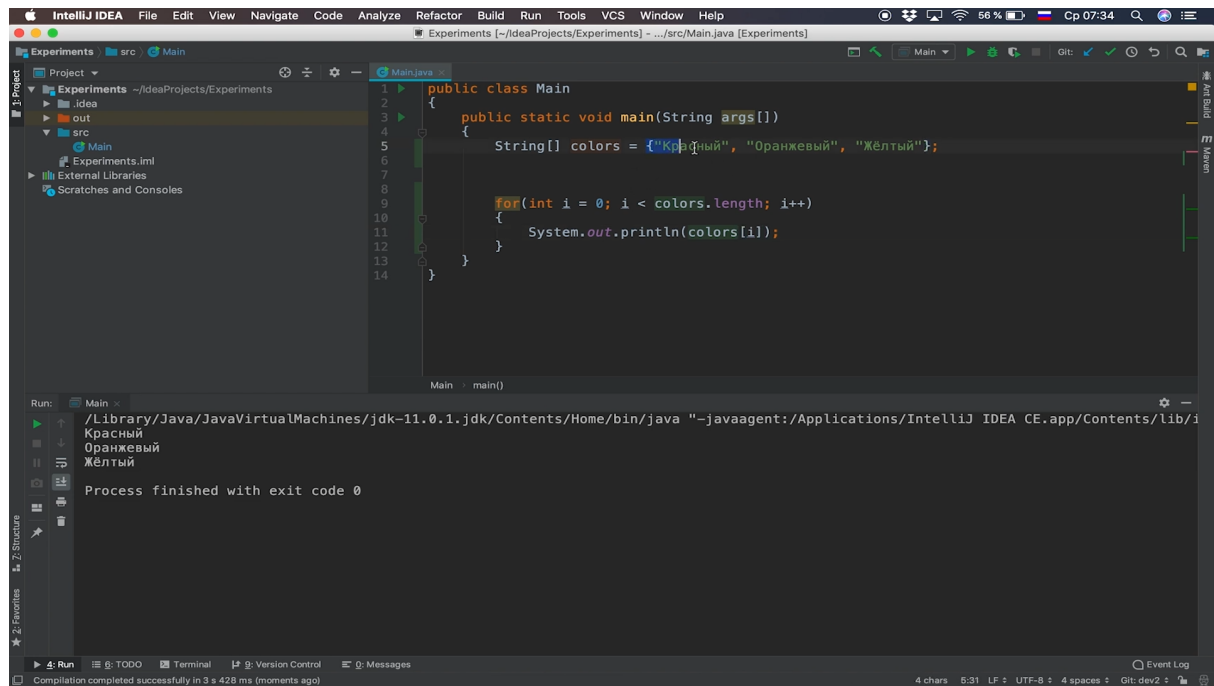 IntelliJ IDEA File Edit View Navigate Code Analyze Refactor Build Run Tools VCS Window Help 56 % Ср 07:34
Experiments [~/IdeaProjects/Experiments] - .../src/Main.java [Experiments]
Experiments src Main Main Git:
1: Project
Project
Main.java
Experiments ~/IdeaProjects/Experiments
.idea
out
src
Main
Experiments.iml
External Libraries
Scratches and Consoles
1 public class Main
2 {
3 public static void main(String args[])
4 {
5 String[] colors = {"Красный", "Оранжевый", "Жёлтый"};
6
7
8
9 for(int i = 0; i < colors.length; i++)
10 {
11 System.out.println(colors[i]);
12 }
13 }
14 }
Ant Build
Maven
Main > main()
Run: Main
/Library/Java/JavaVirtualMachines/jdk-11.0.1.jdk/Contents/Home/bin/java "-javaagent:/Applications/IntelliJ IDEA CE.app/Contents/lib/i
Красный
Оранжевый
Жёлтый
Process finished with exit code 0
Z: Structure
2: Favorites
4: Run 6: TODO Terminal 9: Version Control 0: Messages Event Log
Compilation completed successfully in 3 s 428 ms (moments ago) 4 chars 5:31 LF UTF-8 4 spaces Git: dev2